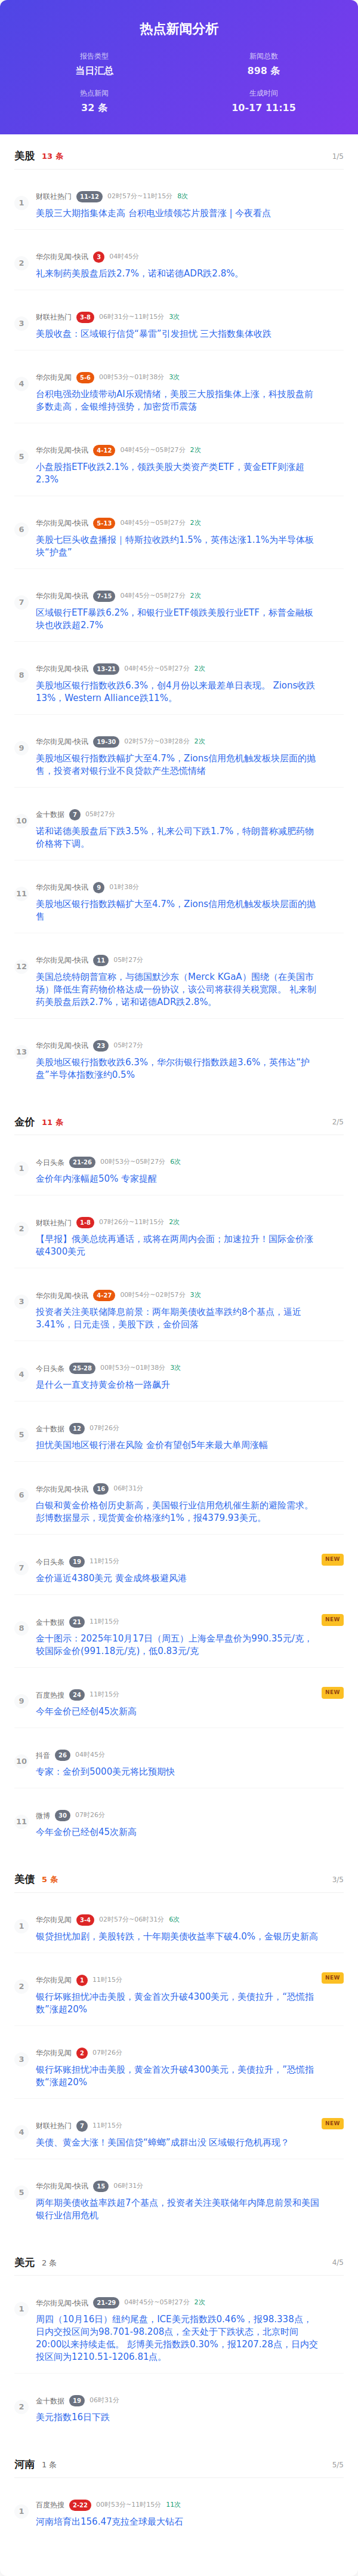 热点新闻分析
报告类型
当日汇总
新闻总数
898 条
热点新闻
32 条
生成时间
10-17 11:15
美股 13 条 1/5
1
财联社热门 11-12 02时57分~11时15分 8次
美股三大期指集体走高 台积电业绩领芯片股普涨 | 今夜看点
2
华尔街见闻-快讯 3 04时45分
礼来制药美股盘后跌2.7%，诺和诺德ADR跌2.8%。
3
财联社热门 3-8 06时31分~11时15分 3次
美股收盘：区域银行信贷“暴雷”引发担忧 三大指数集体收跌
4
华尔街见闻 5-6 00时53分~01时38分 3次
台积电强劲业绩带动AI乐观情绪，美股三大股指集体上涨，科技股盘前
多数走高，金银维持强势，加密货币震荡
5
华尔街见闻-快讯 4-12 04时45分~05时27分 2次
小盘股指ETF收跌2.1%，领跌美股大类资产类ETF，黄金ETF则涨超
2.3%
6
华尔街见闻-快讯 5-13 04时45分~05时27分 2次
美股七巨头收盘播报｜特斯拉收跌约1.5%，英伟达涨1.1%为半导体板
块“护盘”
7
华尔街见闻-快讯 7-15 04时45分~05时27分 2次
区域银行ETF暴跌6.2%，和银行业ETF领跌美股行业ETF，标普金融板
块也收跌超2.7%
8
华尔街见闻-快讯 13-21 04时45分~05时27分 2次
美股地区银行指数收跌6.3%，创4月份以来最差单日表现。 Zions收跌
13%，Western Alliance跌11%。
9
华尔街见闻-快讯 19-30 02时57分~03时28分 2次
美股地区银行指数跌幅扩大至4.7%，Zions信用危机触发板块层面的抛
售，投资者对银行业不良贷款产生恐慌情绪
10
金十数据 7 05时27分
诺和诺德美股盘后下跌3.5%，礼来公司下跌1.7%，特朗普称减肥药物
价格将下调。
11
华尔街见闻-快讯 9 01时38分
美股地区银行指数跌幅扩大至4.7%，Zions信用危机触发板块层面的抛
售
12
华尔街见闻-快讯 11 05时27分
美国总统特朗普宣称，与德国默沙东（Merck KGaA）围绕（在美国市
场）降低生育药物价格达成一份协议，该公司将获得关税宽限。 礼来制
药美股盘后跌2.7%，诺和诺德ADR跌2.8%。
13
华尔街见闻-快讯 23 05时27分
美股地区银行指数收跌6.3%，华尔街银行指数跌超3.6%，英伟达“护
盘”半导体指数涨约0.5%
金价 11 条 2/5
1
今日头条 21-26 00时53分~05时27分 6次
金价年内涨幅超50% 专家提醒
2
财联社热门 1-8 07时26分~11时15分 2次
【早报】俄美总统再通话，或将在两周内会面；加速拉升！国际金价涨
破4300美元
3
华尔街见闻-快讯 4-27 00时54分~02时57分 3次
投资者关注美联储降息前景：两年期美债收益率跌约8个基点，逼近
3.41%，日元走强，美股下跌，金价回落
4
今日头条 25-28 00时53分~01时38分 3次
是什么一直支持黄金价格一路飙升
5
金十数据 12 07时26分
担忧美国地区银行潜在风险 金价有望创5年来最大单周涨幅
6
华尔街见闻-快讯 16 06时31分
白银和黄金价格创历史新高，美国银行业信用危机催生新的避险需求。
彭博数据显示，现货黄金价格涨约1%，报4379.93美元。
7
今日头条 19 11时15分 NEW
金价逼近4380美元 黄金成终极避风港
8
金十数据 21 11时15分 NEW
金十图示：2025年10月17日（周五）上海金早盘价为990.35元/克，
较国际金价(991.18元/克)，低0.83元/克
9
百度热搜 24 11时15分 NEW
今年金价已经创45次新高
10
抖音 26 04时45分
专家：金价到5000美元将比预期快
11
微博 30 07时26分
今年金价已经创45次新高
美债 5 条 3/5
1
华尔街见闻 3-4 02时57分~06时31分 6次
银贷担忧加剧，美股转跌，十年期美债收益率下破4.0%，金银历史新高
2
华尔街见闻 1 11时15分 NEW
银行坏账担忧冲击美股，黄金首次升破4300美元，美债拉升，“恐慌指
数”涨超20%
3
华尔街见闻 2 07时26分
银行坏账担忧冲击美股，黄金首次升破4300美元，美债拉升，“恐慌指
数”涨超20%
4
财联社热门 7 11时15分 NEW
美债、黄金大涨！美国信贷“蟑螂”成群出没 区域银行危机再现？
5
华尔街见闻-快讯 15 06时31分
两年期美债收益率跌超7个基点，投资者关注美联储年内降息前景和美国
银行业信用危机
美元 2 条 4/5
1
华尔街见闻-快讯 21-29 04时45分~05时27分 2次
周四（10月16日）纽约尾盘，ICE美元指数跌0.46%，报98.338点，
日内交投区间为98.701-98.208点，全天处于下跌状态，北京时间
20:00以来持续走低。 彭博美元指数跌0.30%，报1207.28点，日内交
投区间为1210.51-1206.81点。
2
金十数据 19 06时31分
美元指数16日下跌
河南 1 条 5/5
1
百度热搜 2-22 00时53分~11时15分 11次
河南培育出156.47克拉全球最大钻石